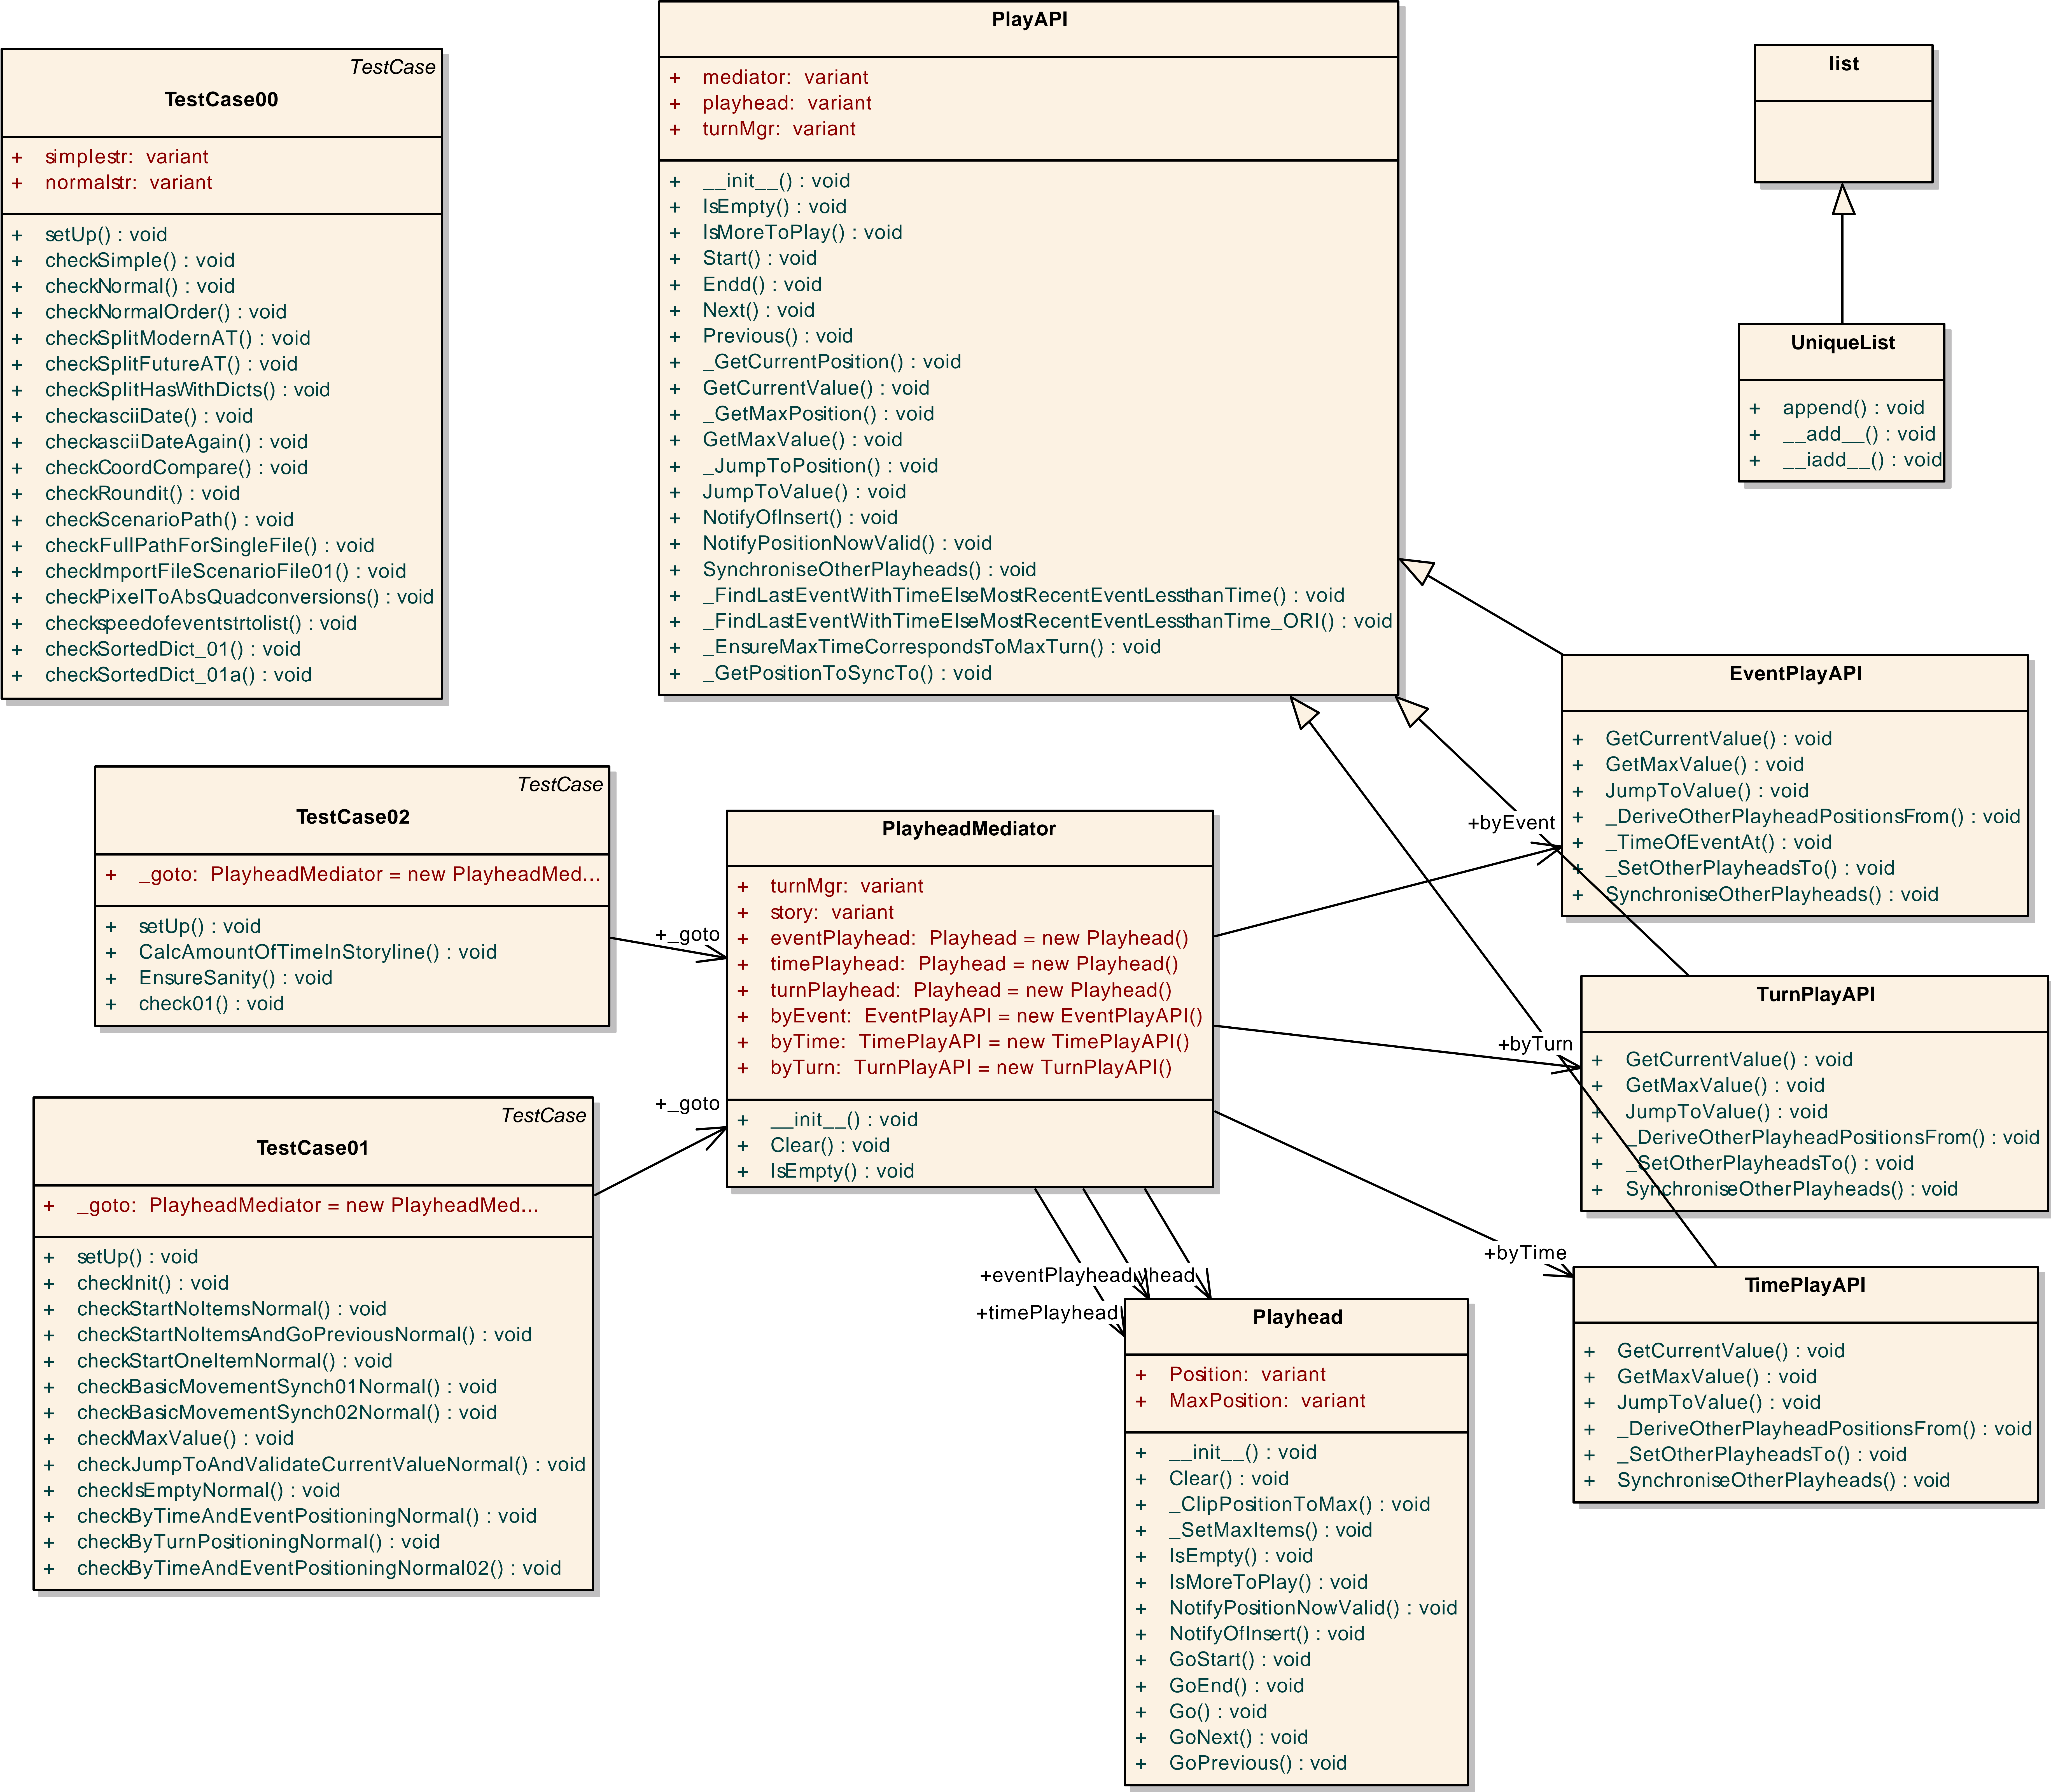 TestCase
TestCase00
+ simplestr: variant
+ normalstr: variant
+ setUp() : void
+ checkSimple() : void
+ checkNormal() : void
+ checkNormalOrder() : void
+ checkSplitModernAT() : void
+ checkSplitFutureAT() : void
+ checkSplitHasWithDicts() : void
+ checkasciiDate() : void
+ checkasciiDateAgain() : void
+ checkCoordCompare() : void
+ checkRoundit() : void
+ checkScenarioPath() : void
+ checkFullPathForSingleFile() : void
+ checkImportFileScenarioFile01() : void
+ checkPixelToAbsQuadconversions() : void
+ checkspeedofeventstrtolist() : void
+ checkSortedDict_01() : void
+ checkSortedDict_01a() : void
PlayAPI
+ mediator: variant
+ playhead: variant
+ turnMgr: variant
+ __init__() : void
+ IsEmpty() : void
+ IsMoreToPlay() : void
+ Start() : void
+ Endd() : void
+ Next() : void
+ Previous() : void
+ _GetCurrentPosition() : void
+ GetCurrentValue() : void
+ _GetMaxPosition() : void
+ GetMaxValue() : void
+ _JumpToPosition() : void
+ JumpToValue() : void
+ NotifyOfInsert() : void
+ NotifyPositionNowValid() : void
+ SynchroniseOtherPlayheads() : void
+ _FindLastEventWithTimeElseMostRecentEventLessthanTime() : void
+ _FindLastEventWithTimeElseMostRecentEventLessthanTime_ORI() : void
+ _EnsureMaxTimeCorrespondsToMaxTurn() : void
+ _GetPositionToSyncTo() : void
list
UniqueList
+ append() : void
+ __add__() : void
+ __iadd__() : void
EventPlayAPI
+ GetCurrentValue() : void
+ GetMaxValue() : void
+ JumpToValue() : void
+ _DeriveOtherPlayheadPositionsFrom() : void
+ _TimeOfEventAt() : void
+ _SetOtherPlayheadsTo() : void
+ SynchroniseOtherPlayheads() : void
TestCase
TestCase02
+ _goto: PlayheadMediator = new PlayheadMed...
+ setUp() : void
+ CalcAmountOfTimeInStoryline() : void
+ EnsureSanity() : void
+ check01() : void
+_goto
PlayheadMediator
+ turnMgr: variant
+ story: variant
+ eventPlayhead: Playhead = new Playhead()
+ timePlayhead: Playhead = new Playhead()
+ turnPlayhead: Playhead = new Playhead()
+ byEvent: EventPlayAPI = new EventPlayAPI()
+ byTime: TimePlayAPI = new TimePlayAPI()
+ byTurn: TurnPlayAPI = new TurnPlayAPI()
+ __init__() : void
+ Clear() : void
+ IsEmpty() : void
+byEvent
+byTurn
+byTime
TurnPlayAPI
+ GetCurrentValue() : void
+ GetMaxValue() : void
+ JumpToValue() : void
+ _DeriveOtherPlayheadPositionsFrom() : void
+ _SetOtherPlayheadsTo() : void
+ SynchroniseOtherPlayheads() : void
TestCase
TestCase01
+ _goto: PlayheadMediator = new PlayheadMed...
+ setUp() : void
+ checkInit() : void
+ checkStartNoItemsNormal() : void
+ checkStartNoItemsAndGoPreviousNormal() : void
+ checkStartOneItemNormal() : void
+ checkBasicMovementSynch01Normal() : void
+ checkBasicMovementSynch02Normal() : void
+ checkMaxValue() : void
+ checkJumpToAndValidateCurrentValueNormal() : void
+ checkIsEmptyNormal() : void
+ checkByTimeAndEventPositioningNormal() : void
+ checkByTurnPositioningNormal() : void
+ checkByTimeAndEventPositioningNormal02() : void
+_goto
+eventPlayhead
+timePlayhead
Playhead
+ Position: variant
+ MaxPosition: variant
+ __init__() : void
+ Clear() : void
+ _ClipPositionToMax() : void
+ _SetMaxItems() : void
+ IsEmpty() : void
+ IsMoreToPlay() : void
+ NotifyPositionNowValid() : void
+ NotifyOfInsert() : void
+ GoStart() : void
+ GoEnd() : void
+ Go() : void
+ GoNext() : void
+ GoPrevious() : void
TimePlayAPI
+ GetCurrentValue() : void
+ GetMaxValue() : void
+ JumpToValue() : void
+ _DeriveOtherPlayheadPositionsFrom() : void
+ _SetOtherPlayheadsTo() : void
+ SynchroniseOtherPlayheads() : void